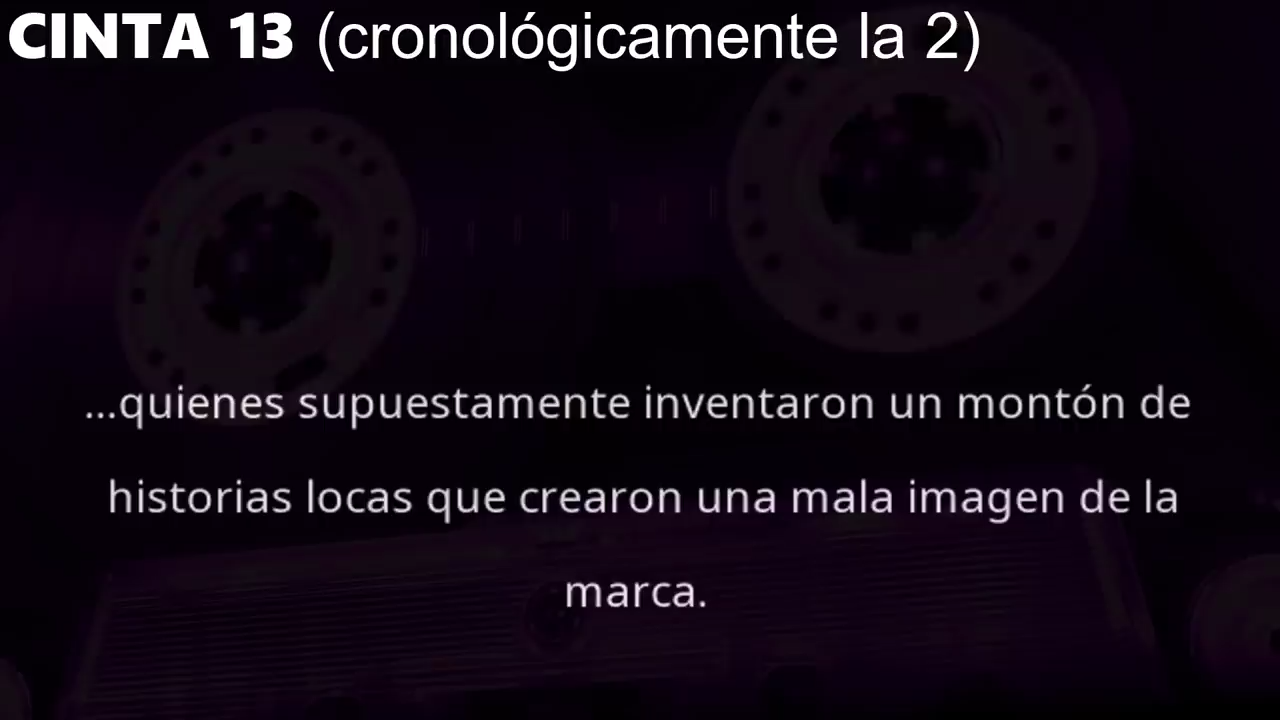 CINTA 13 (cronológicamente la 2)
...quienes supuestamente inventaron un montón de
historias locas que crearon una mala imagen de la
marca.